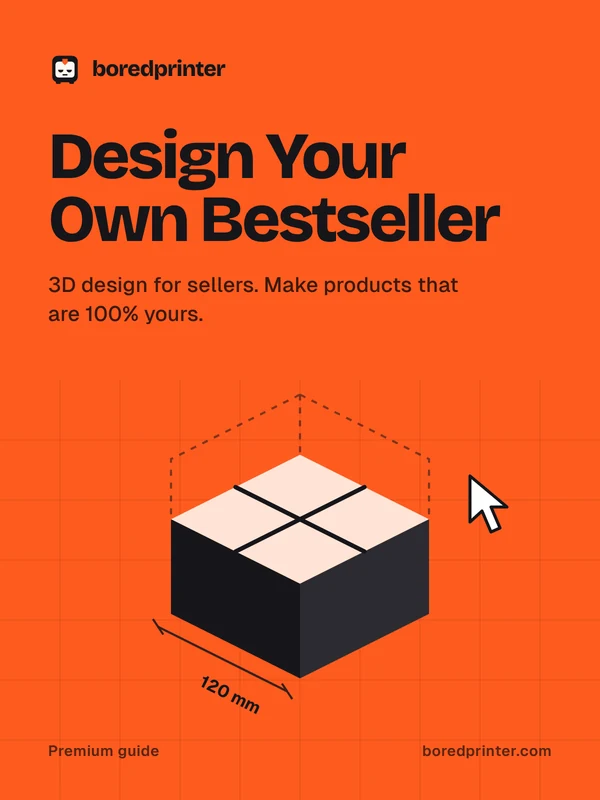 boredprinter
Design Your
Own Bestseller
3D design for sellers. Make products that
are 100% yours.
120 mm
Premium guide
boredprinter.com